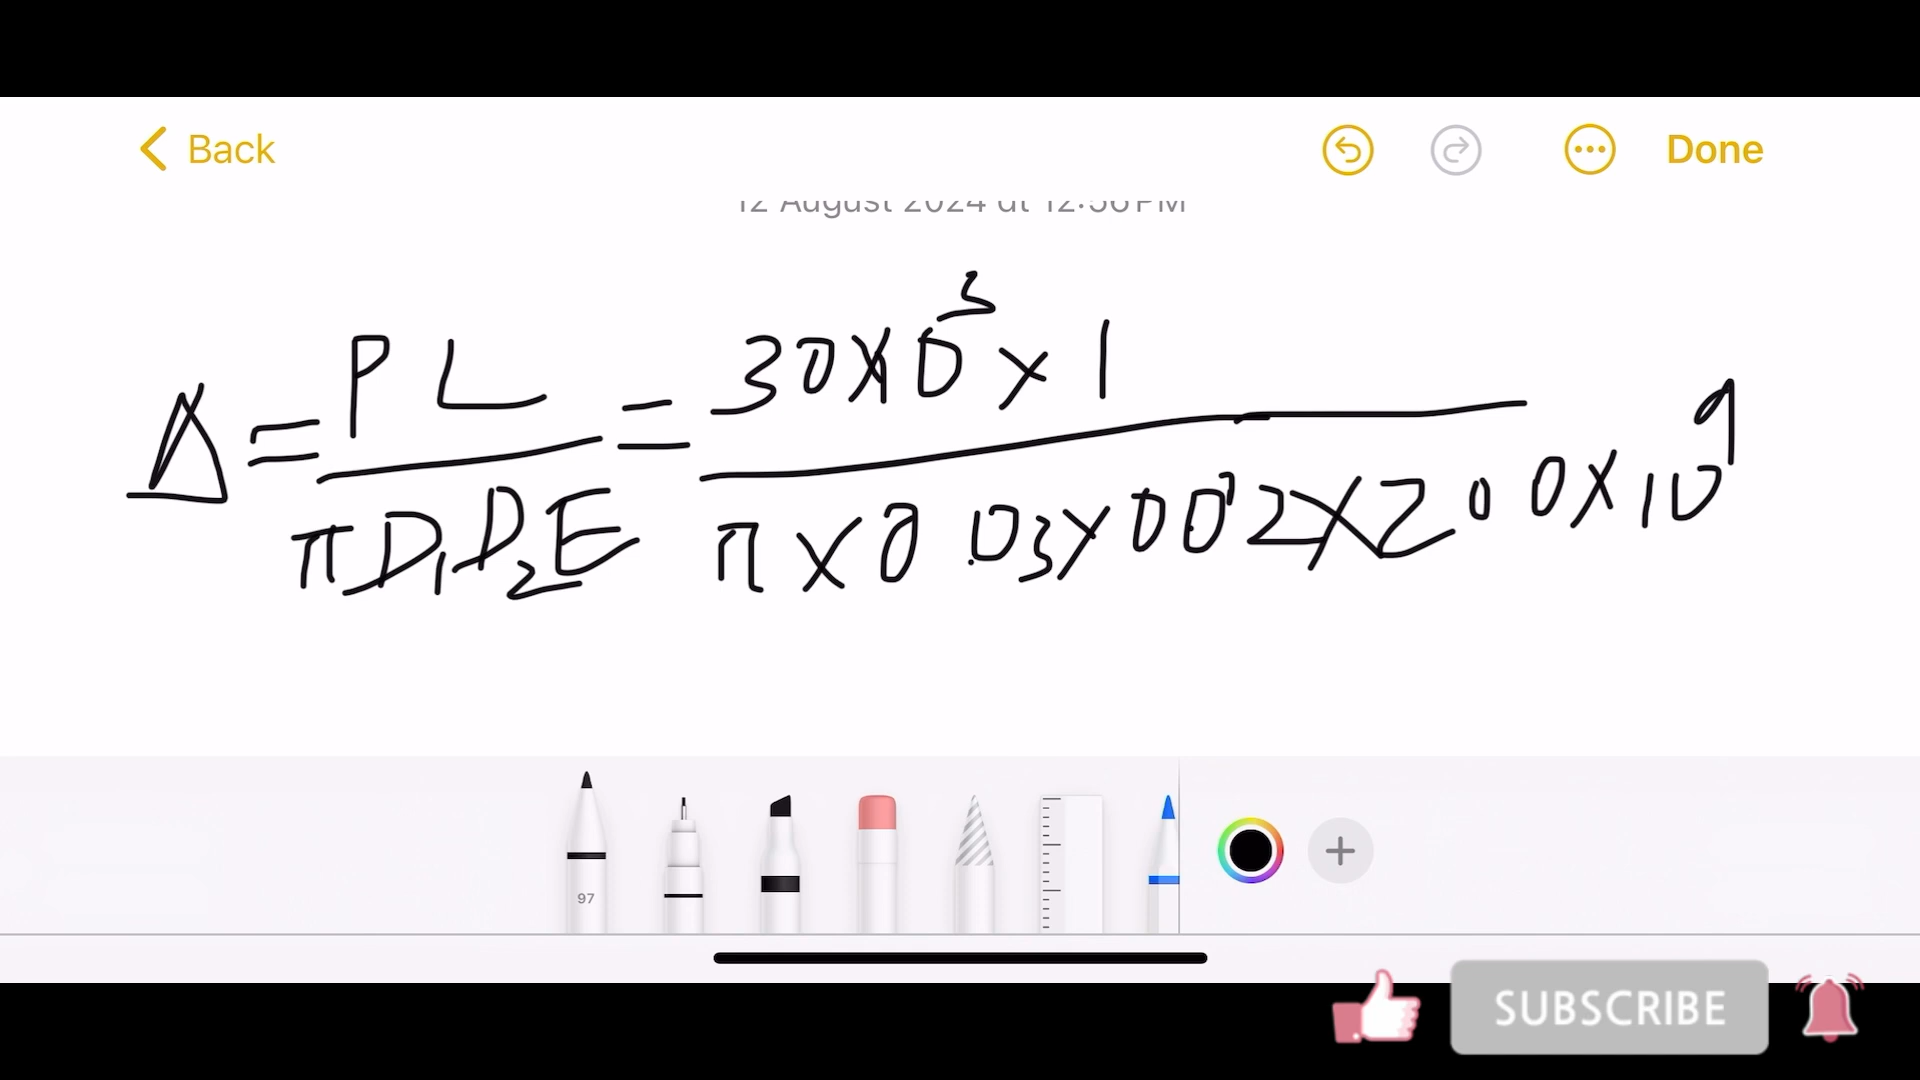 Back Done
12 August 2024 at 12:56 PM
Δ = PL / πD₁D₂E = 30×10³×1 / π×0.03×0.02×200×10⁹
97
SUBSCRIBE